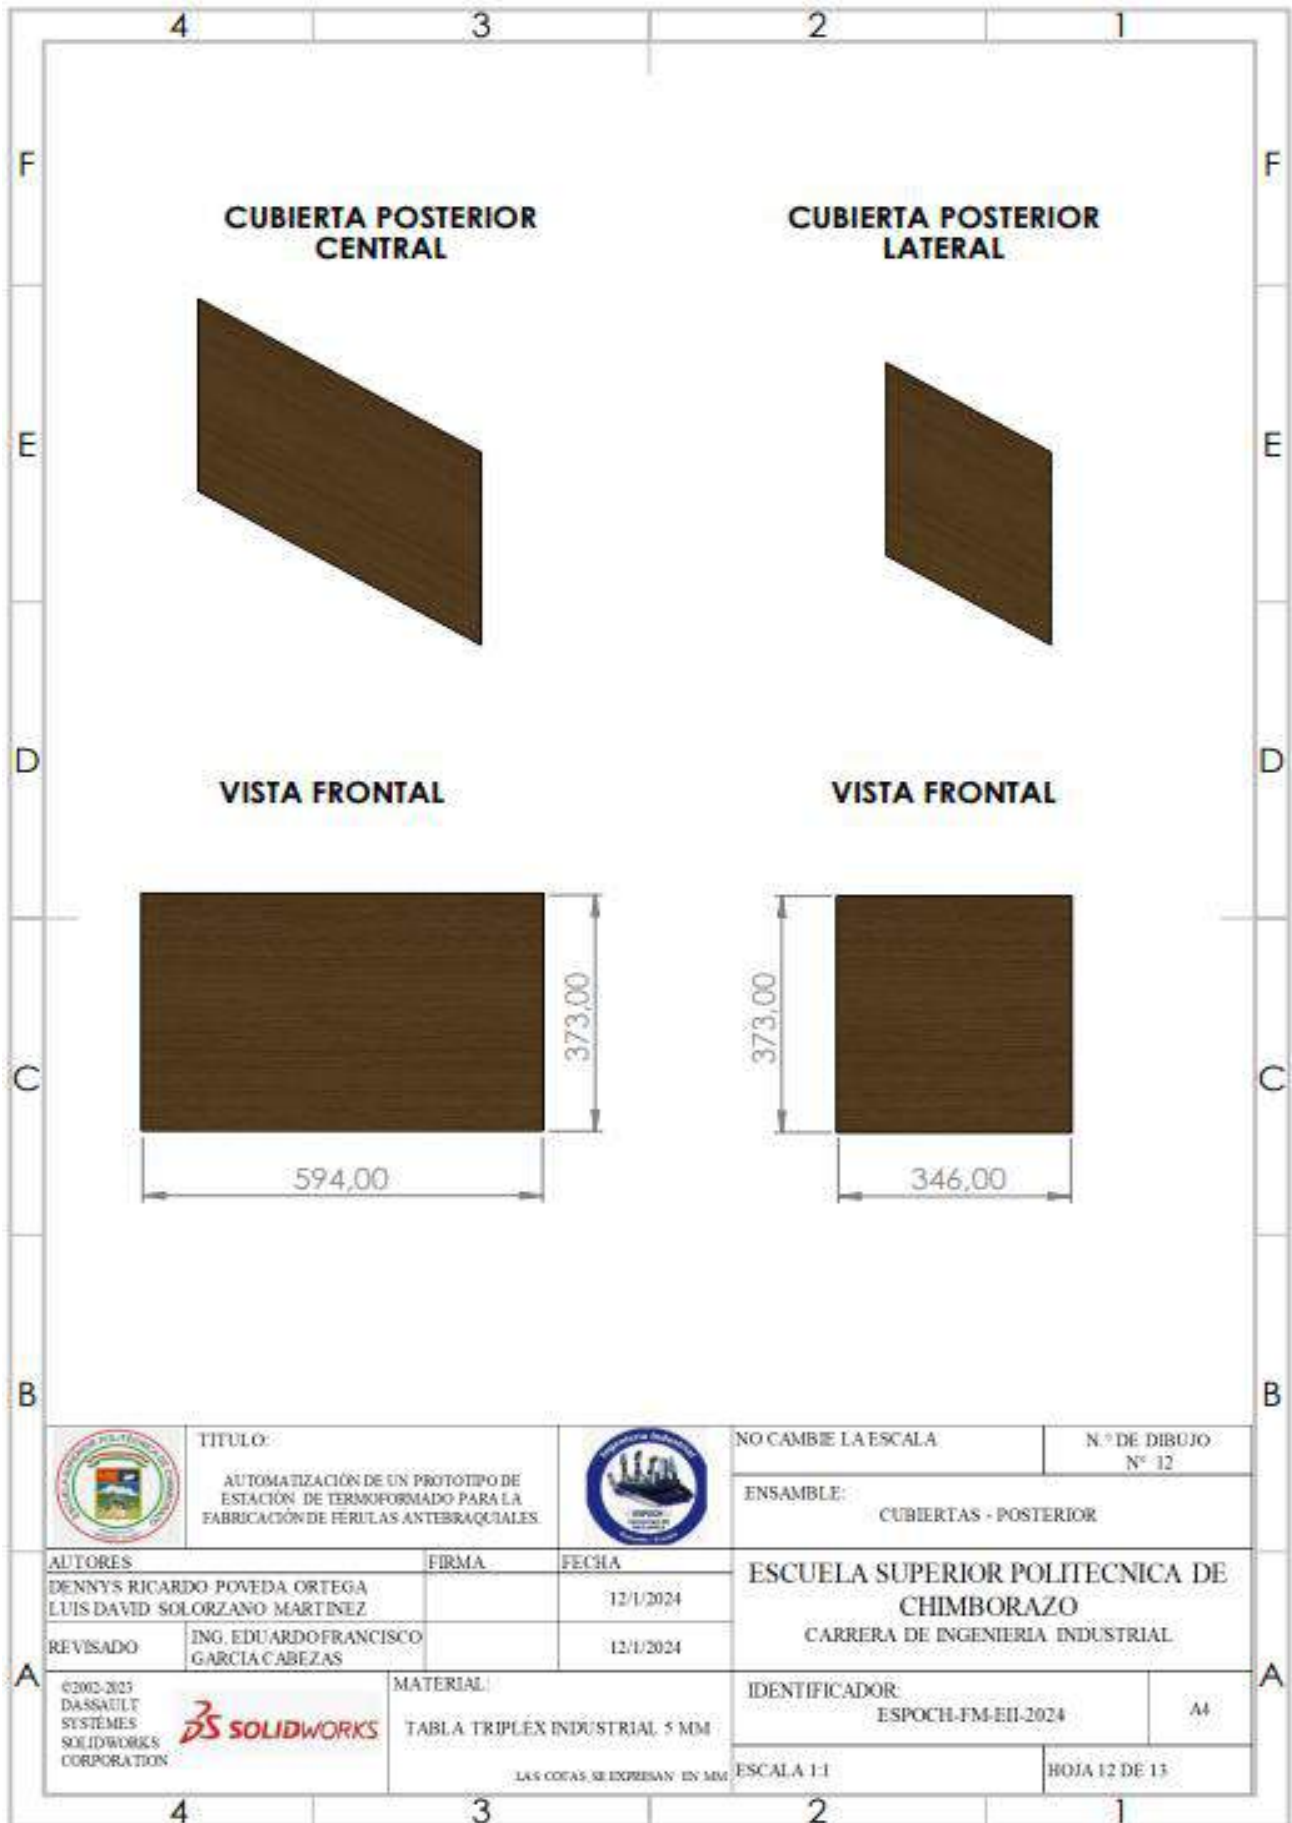 4 3 2 1
F F
CUBIERTA POSTERIOR
CENTRAL
CUBIERTA POSTERIOR
LATERAL
E E
D D
VISTA FRONTAL
VISTA FRONTAL
373,00
594,00
373,00
346,00
C C
B B
TITULO:
AUTOMATIZACIÓN DE UN PROTOTIPO DE
ESTACIÓN DE TERMOFORMADO PARA LA
FABRICACIÓN DE FÉRULAS ANTEBRAQUIALES
Ingeniería Industrial
ESPOCH
NO CAMBIE LA ESCALA
N.º DE DIBUJO
Nº 12
ENSAMBLE:
CUBIERTAS - POSTERIOR
AUTORES FIRMA FECHA
DENNYS RICARDO POVEDA ORTEGA
LUIS DAVID SOLORZANO MARTINEZ
12/1/2024
REVISADO
ING. EDUARDO FRANCISCO
GARCIA CABEZAS
12/1/2024
ESCUELA SUPERIOR POLITECNICA DE
CHIMBORAZO
CARRERA DE INGENIERIA INDUSTRIAL
A A
©2002-2023
DASSAULT
SYSTÈMES
SOLIDWORKS
CORPORATION
SOLIDWORKS
MATERIAL:
TABLA TRIPLEX INDUSTRIAL 5 MM
LAS COTAS SE EXPRESAN EN MM
IDENTIFICADOR:
ESPOCH-FM-EII-2024
A4
ESCALA 1:1
HOJA 12 DE 13
4 3 2 1